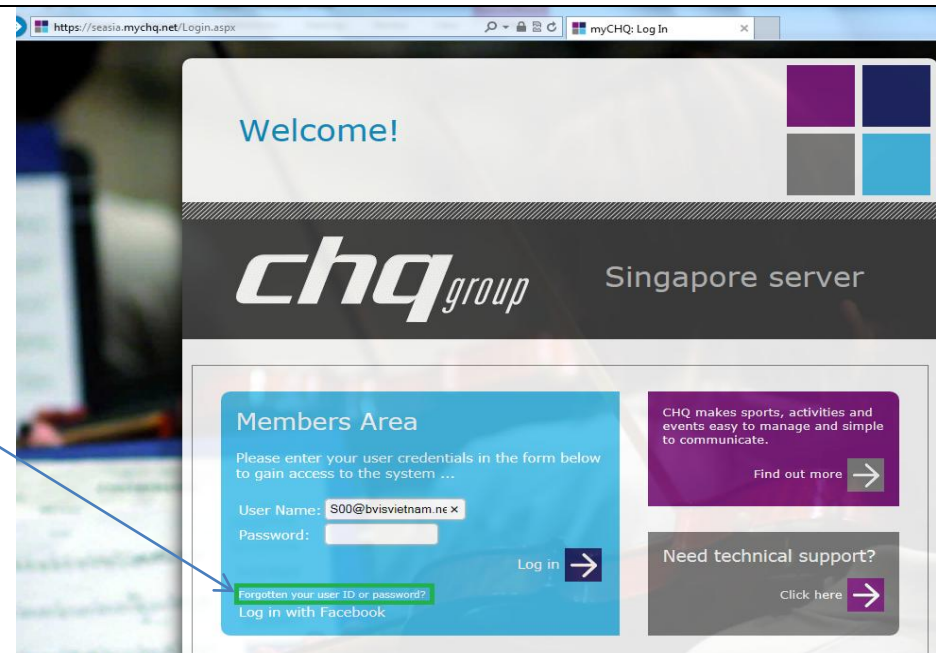 https://seasia.mychq.net/Login.aspx
myCHQ: Log In
Welcome!
chq group
Singapore server
Members Area
Please enter your user credentials in the form below
to gain access to the system ...
User Name: S00@bvisvietnam.ne
Password:
Log in
Forgotten your user ID or password?
Log in with Facebook
CHQ makes sports, activities and
events easy to manage and simple
to communicate.
Find out more
Need technical support?
Click here